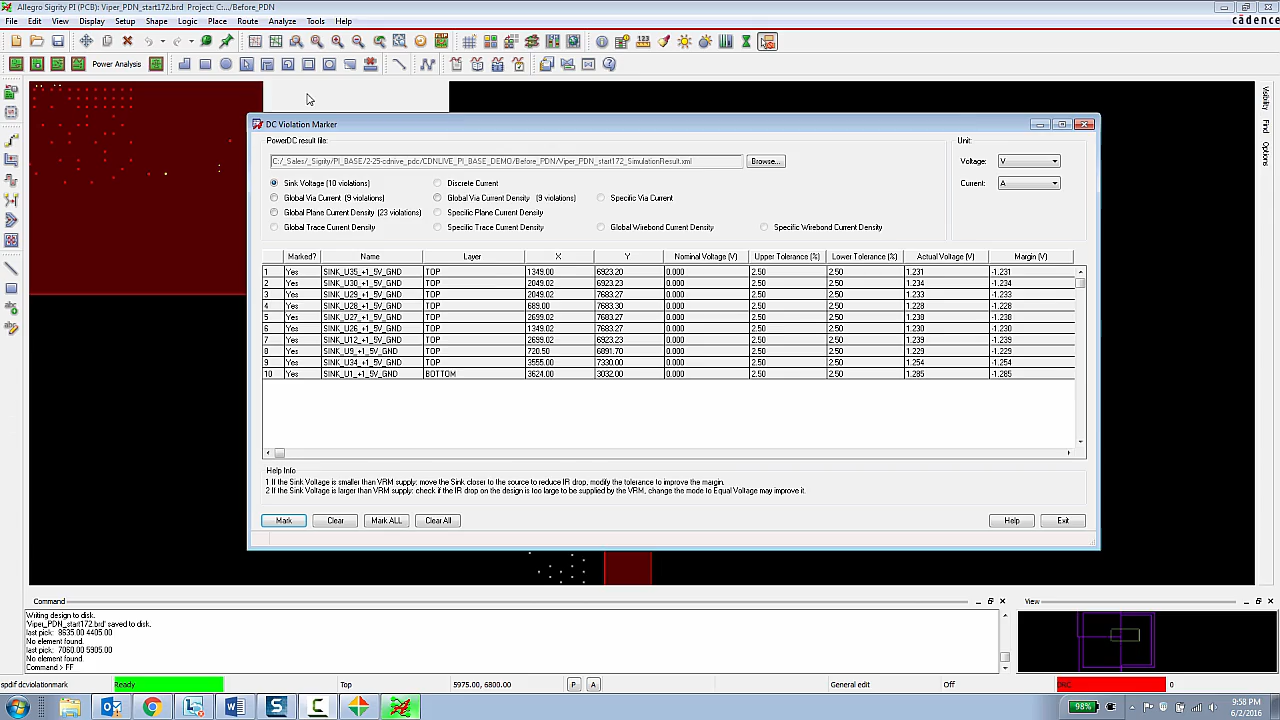 Allegro Sigrity PI (PCB): Viper_PDN_start172.brd Project: C:.../Before_PDN
File Edit View Display Setup Shape Logic Place Route Analyze Tools Help
cādence
Power Analysis
Visibility
Find
Options
DC Violation Marker
PowerDC result file:
C:/_Sales/_Sigrity/PI_BASE/2-25-cdnive_pdc/CDNLIVE_PI_BASE_DEMO/Before_PDN/Viper_PDN_start172_SimulationResult.xml
Browse...
Unit
Voltage: V
Current: A
Sink Voltage (10 violations) Discrete Current
Global Via Current (9 violations) Global Via Current Density (9 violations) Specific Via Current
Global Plane Current Density (23 violations) Specific Plane Current Density
Global Trace Current Density Specific Trace Current Density Global Wirebond Current Density Specific Wirebond Current Density
Marked? Name Layer X Y Nominal Voltage (V) Upper Tolerance (%) Lower Tolerance (%) Actual Voltage (V) Margin (V)
1 Yes SINK_U35_+1_5V_GND TOP 1349.00 6923.20 0.000 2.50 2.50 1.231 -1.231
2 Yes SINK_U30_+1_5V_GND TOP 2049.02 6923.23 0.000 2.50 2.50 1.234 -1.234
3 Yes SINK_U29_+1_5V_GND TOP 2049.02 7683.27 0.000 2.50 2.50 1.233 -1.233
4 Yes SINK_U28_+1_5V_GND TOP 689.00 7683.30 0.000 2.50 2.50 1.228 -1.228
5 Yes SINK_U27_+1_5V_GND TOP 2699.02 7683.27 0.000 2.50 2.50 1.238 -1.238
6 Yes SINK_U26_+1_5V_GND TOP 1349.02 7683.27 0.000 2.50 2.50 1.230 -1.230
7 Yes SINK_U12_+1_5V_GND TOP 2699.02 6923.23 0.000 2.50 2.50 1.239 -1.239
8 Yes SINK_U9_+1_5V_GND TOP 720.50 6891.70 0.000 2.50 2.50 1.229 -1.229
9 Yes SINK_U34_+1_5V_GND TOP 3555.00 7330.00 0.000 2.50 2.50 1.254 -1.254
10 Yes SINK_U1_+1_5V_GND BOTTOM 3624.00 3032.00 0.000 2.50 2.50 1.285 -1.285
Help Info
1 If the Sink Voltage is smaller than VRM supply: move the Sink closer to the source to reduce IR drop, modify the tolerance to improve the margin.
2 If the Sink Voltage is larger than VRM supply: check if the IR drop on the design is too large to be supplied by the VRM, change the mode to Equal Voltage may improve it.
Mark Clear Mark ALL Clear All Help Exit
Command
View
Writing design to disk.
'Viper_PDN_start172.brd' saved to disk.
last pick: 8635.00 4405.00
No element found.
last pick: 7060.00 5905.00
No element found.
Command > FF
spdif dcviolationmark Ready Top 5975.00, 6800.00 P A General edit Off DRC 0
98%
9:58 PM
6/2/2016